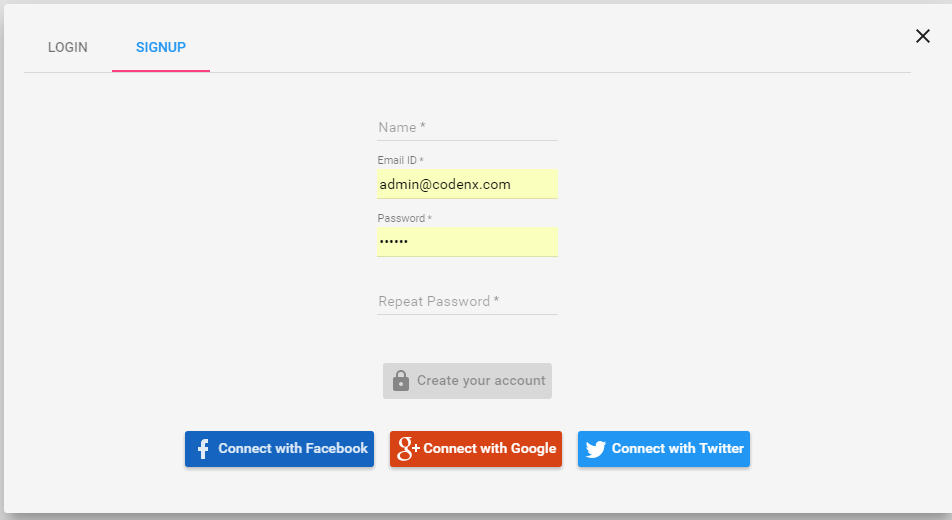 LOGIN SIGNUP
Name *
Email ID *
admin@codenx.com
Password *
••••••
Repeat Password *
Create your account
f Connect with Facebook g+ Connect with Google Connect with Twitter